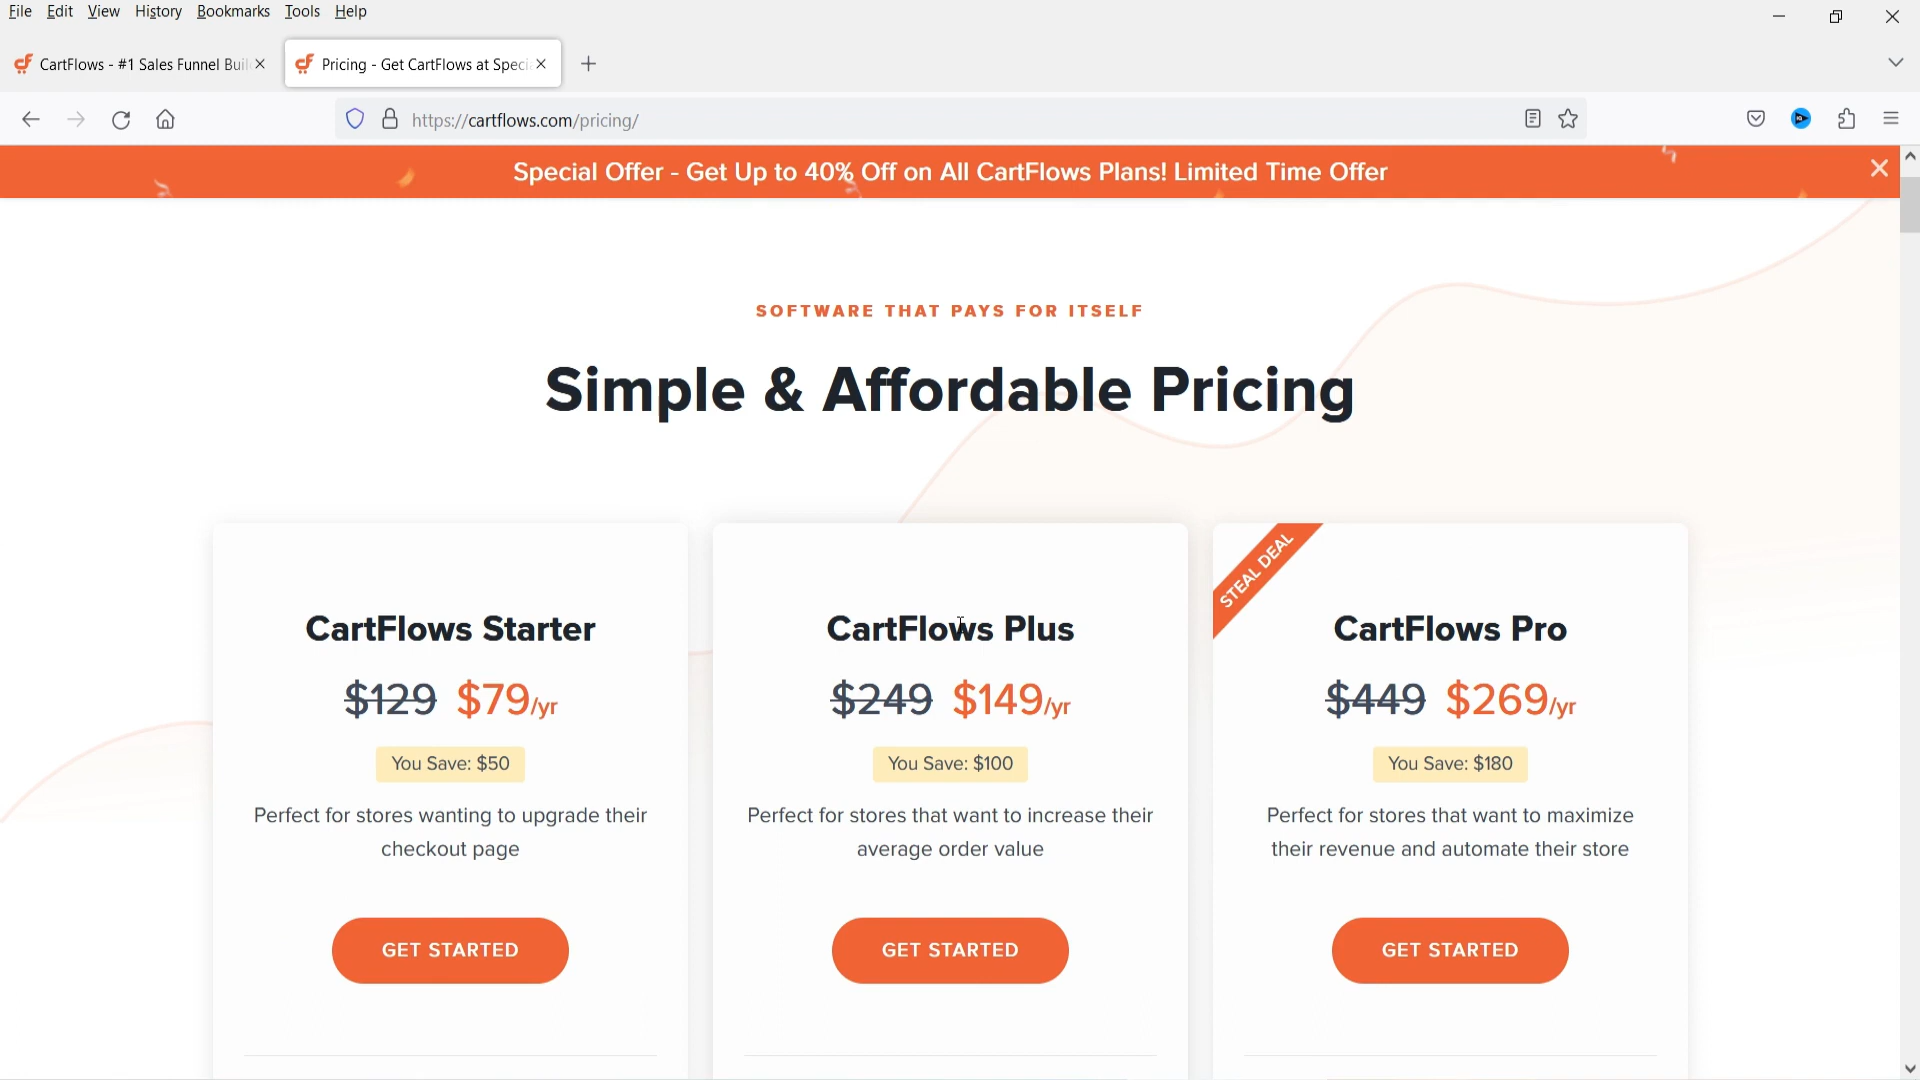 File Edit View History Bookmarks Tools Help
CartFlows - #1 Sales Funnel Buil
Pricing - Get CartFlows at Speci
https://cartflows.com/pricing/
Special Offer - Get Up to 40% Off on All CartFlows Plans! Limited Time Offer
SOFTWARE THAT PAYS FOR ITSELF
Simple & Affordable Pricing
CartFlows Starter
$129 $79/yr
You Save: $50
Perfect for stores wanting to upgrade their
checkout page
GET STARTED
CartFlows Plus
$249 $149/yr
You Save: $100
Perfect for stores that want to increase their
average order value
GET STARTED
STEAL DEAL
CartFlows Pro
$449 $269/yr
You Save: $180
Perfect for stores that want to maximize
their revenue and automate their store
GET STARTED